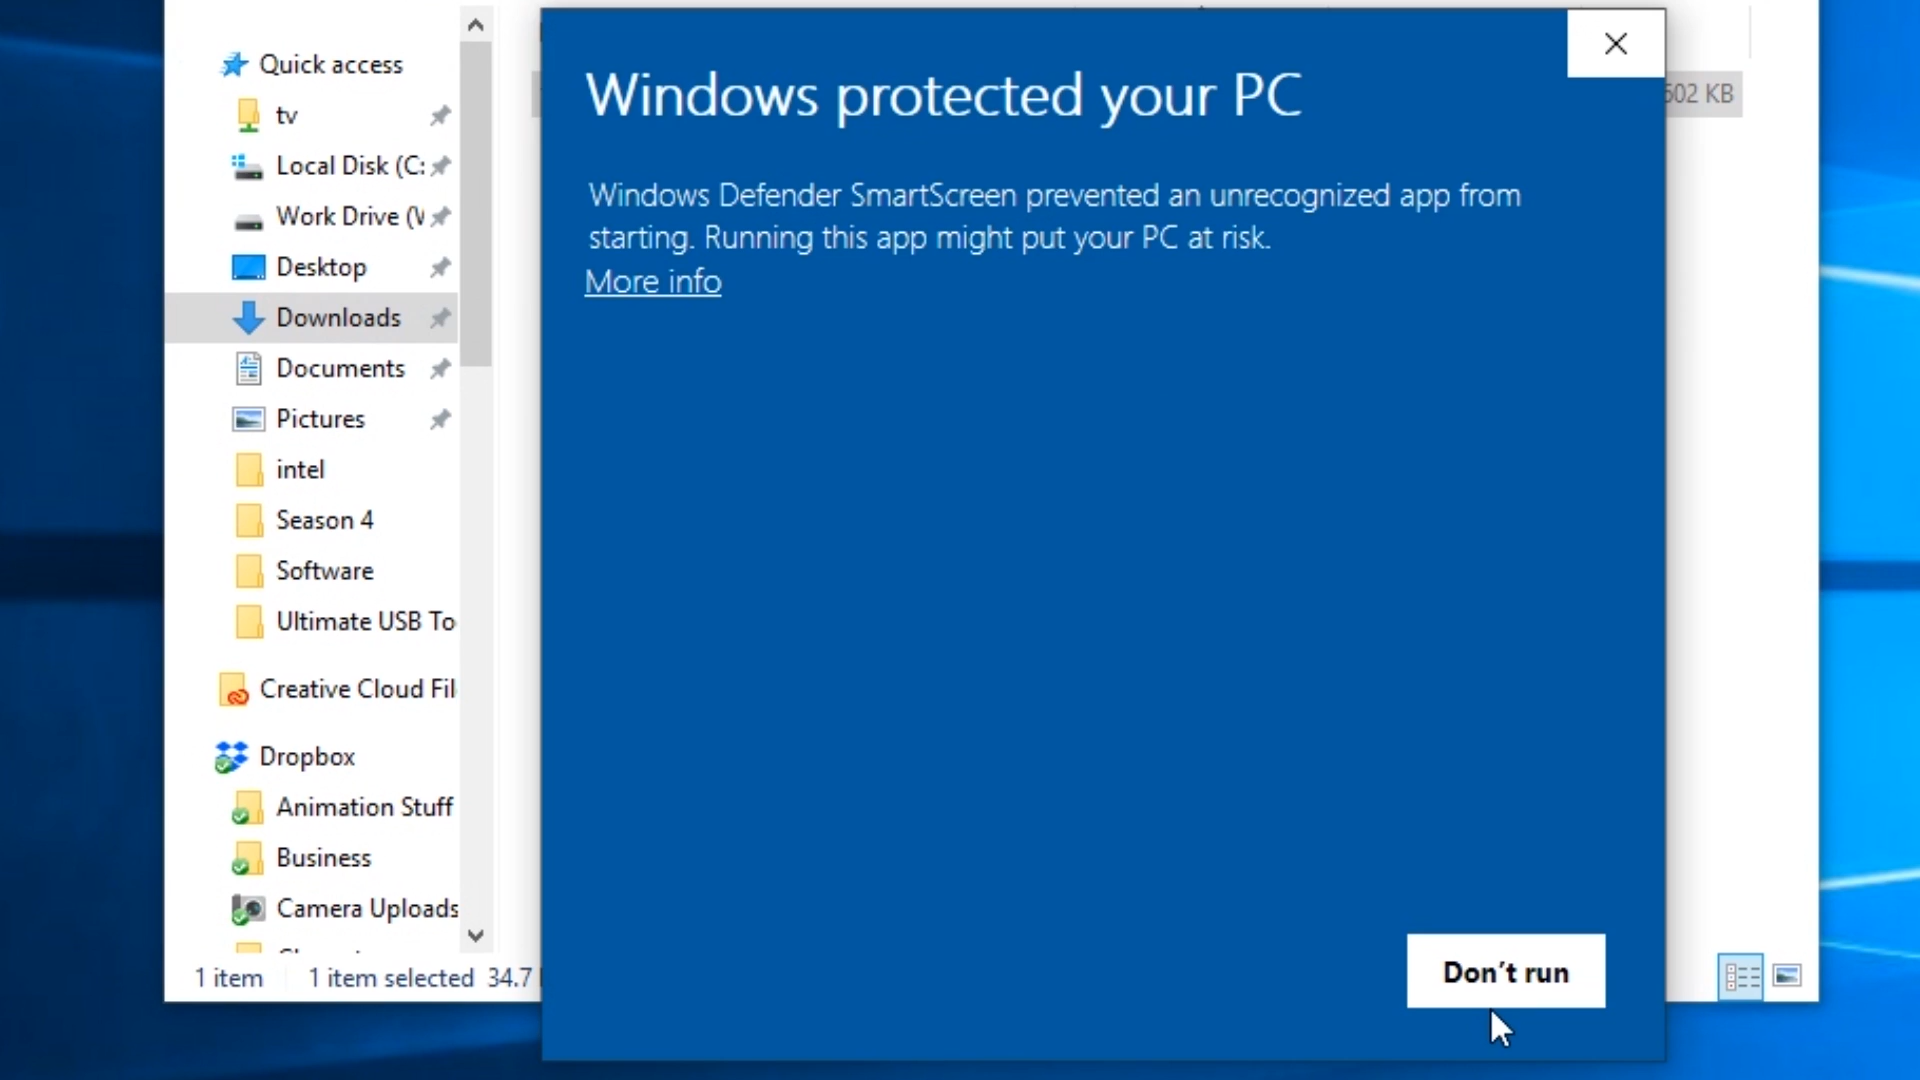 Quick access
tv
Local Disk (C:
Work Drive (V
Desktop
Downloads
Documents
Pictures
intel
Season 4
Software
Ultimate USB To
Creative Cloud Fil
Dropbox
Animation Stuff
Business
Camera Uploads
1 item
1 item selected 34.7
Windows protected your PC
Windows Defender SmartScreen prevented an unrecognized app from
starting. Running this app might put your PC at risk.
More info
Don't run
602 KB